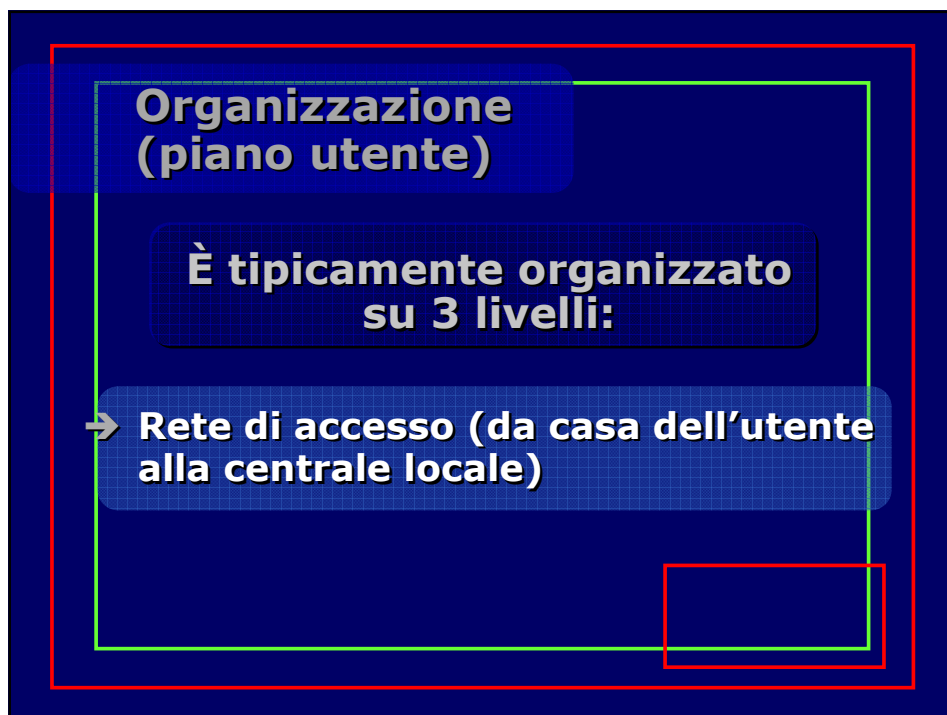 Organizzazione
(piano utente)
È tipicamente organizzato
su 3 livelli:
➔ Rete di accesso (da casa dell’utente
alla centrale locale)